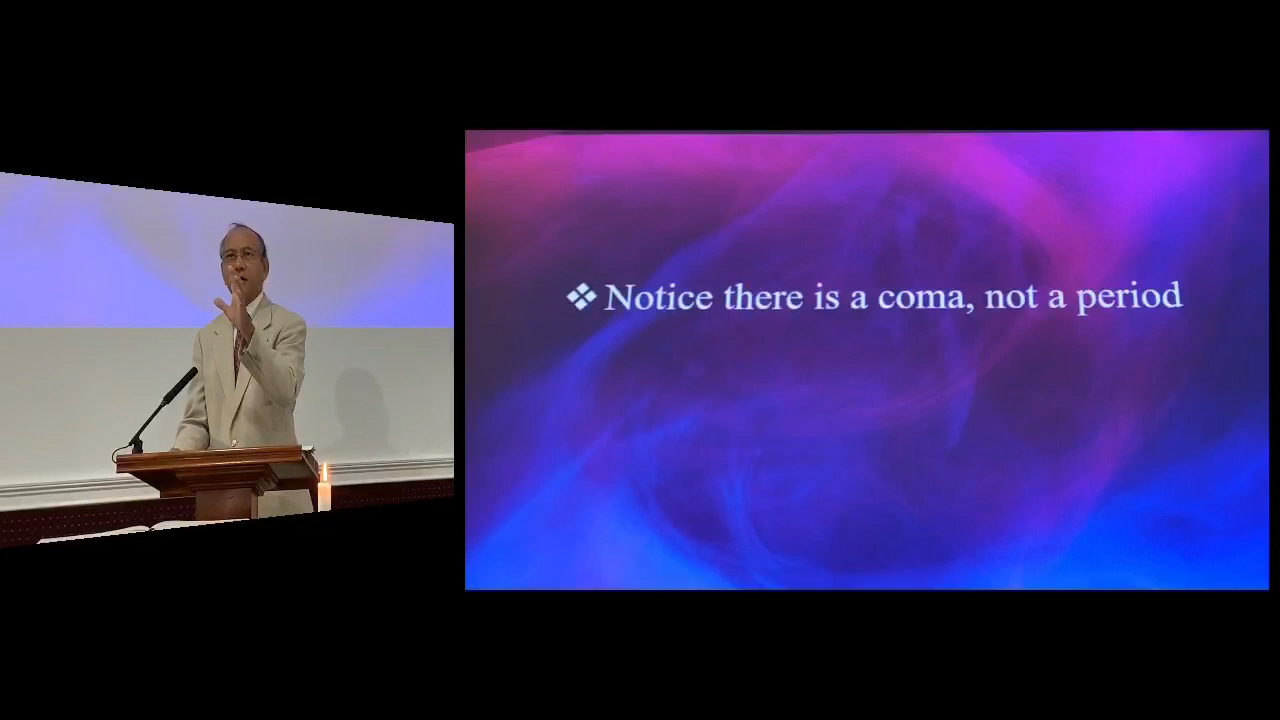 ❖ Notice there is a coma, not a period